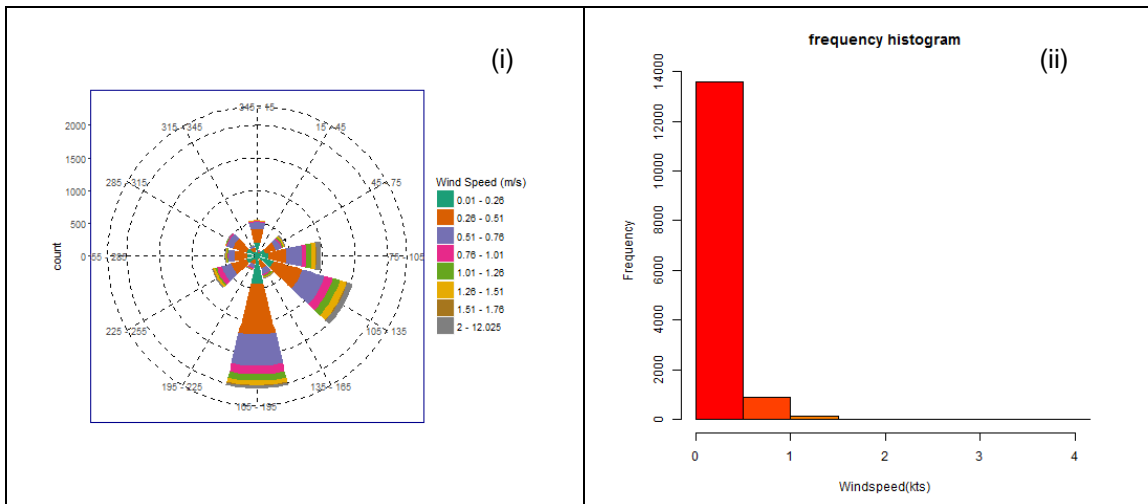 (i)
345 - 15
315 - 345
15 - 45
285 - 315
45 - 75
255 - 285
75 - 105
225 - 255
105 - 135
195 - 225
135 - 165
165 - 195
2000
1500
1000
500
0
count
Wind Speed (m/s)
0.01 - 0.26
0.26 - 0.51
0.51 - 0.76
0.76 - 1.01
1.01 - 1.26
1.26 - 1.51
1.51 - 1.76
2 - 12.025
frequency histogram
(ii)
14000
12000
10000
8000
6000
4000
2000
0
Frequency
0 1 2 3 4
Windspeed(kts)